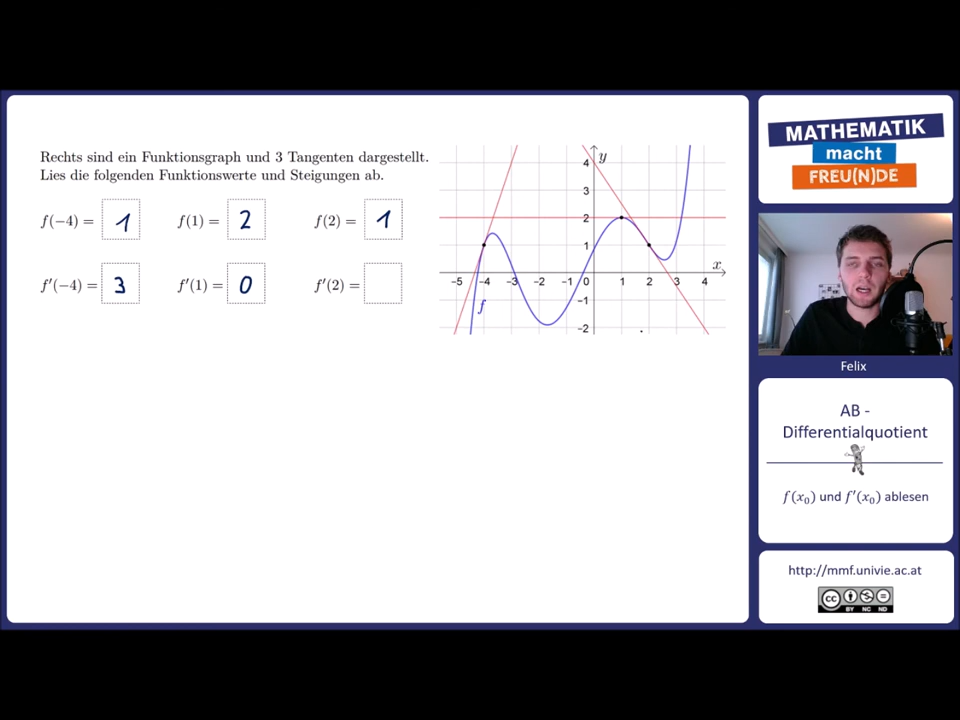 Rechts sind ein Funktionsgraph und 3 Tangenten dargestellt.
Lies die folgenden Funktionswerte und Steigungen ab.
f(−4) = 1 f(1) = 2 f(2) = 1
f′(−4) = 3 f′(1) = 0 f′(2) =
y
4
3
2
1
x
−5 −4 −3 −2 −1 0 1 2 3 4
−1
f
−2
MATHEMATIK
macht
FREU(N)DE
Felix
AB -
Differentialquotient
f(x₀) und f′(x₀) ablesen
http://mmf.univie.ac.at
cc
BY NC ND